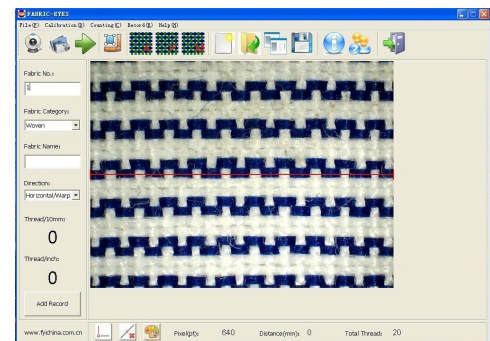 FABRIC-EYES
File(F) Calibration(B) Counting(C) Record(R) Help(H)
Fabric No.:
1
Fabric Category:
Woven
Fabric Name:
Direction:
Horizontal/Warp
Thread/10mm:
0
Thread/inch:
0
Add Record
www.fyichina.com.cn
Pixel(pt): 640 Distance(mm): 0 Total Thread: 20